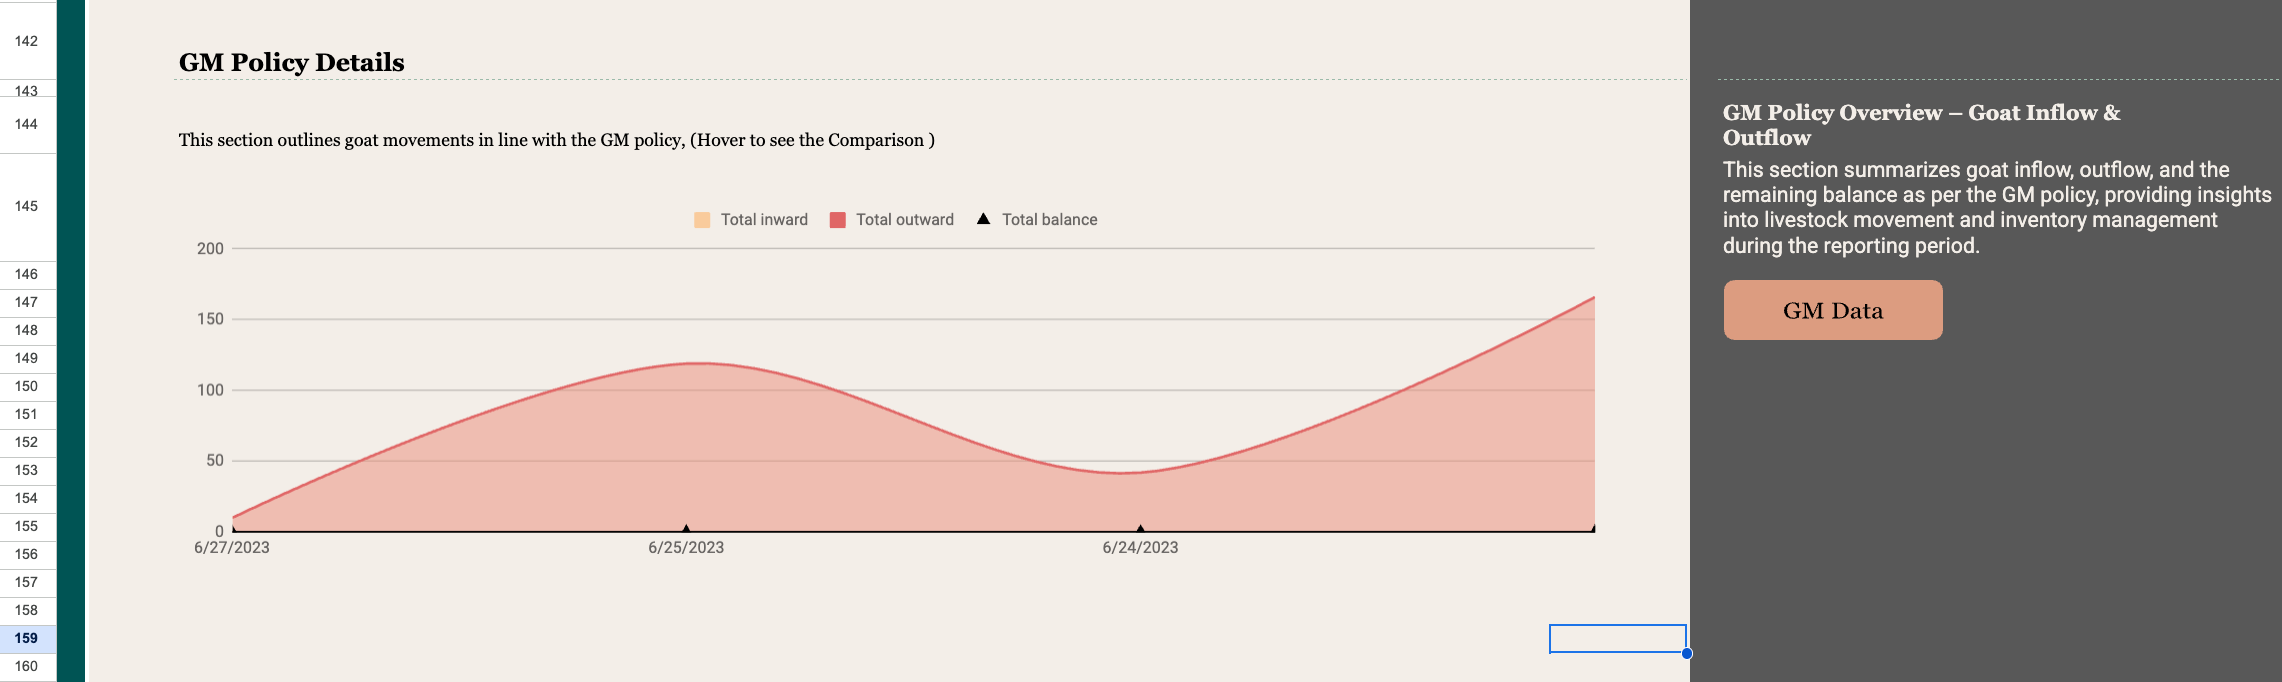 142
GM Policy Details
143
GM Policy Overview – Goat Inflow &
Outflow
144
This section outlines goat movements in line with the GM policy, (Hover to see the Comparison )
This section summarizes goat inflow, outflow, and the
remaining balance as per the GM policy, providing insights
into livestock movement and inventory management
during the reporting period.
145
Total inward Total outward Total balance
200
146
147
GM Data
150
148
149
150
100
151
152
50
153
154
155
0
6/27/2023 6/25/2023 6/24/2023
156
157
158
159
160